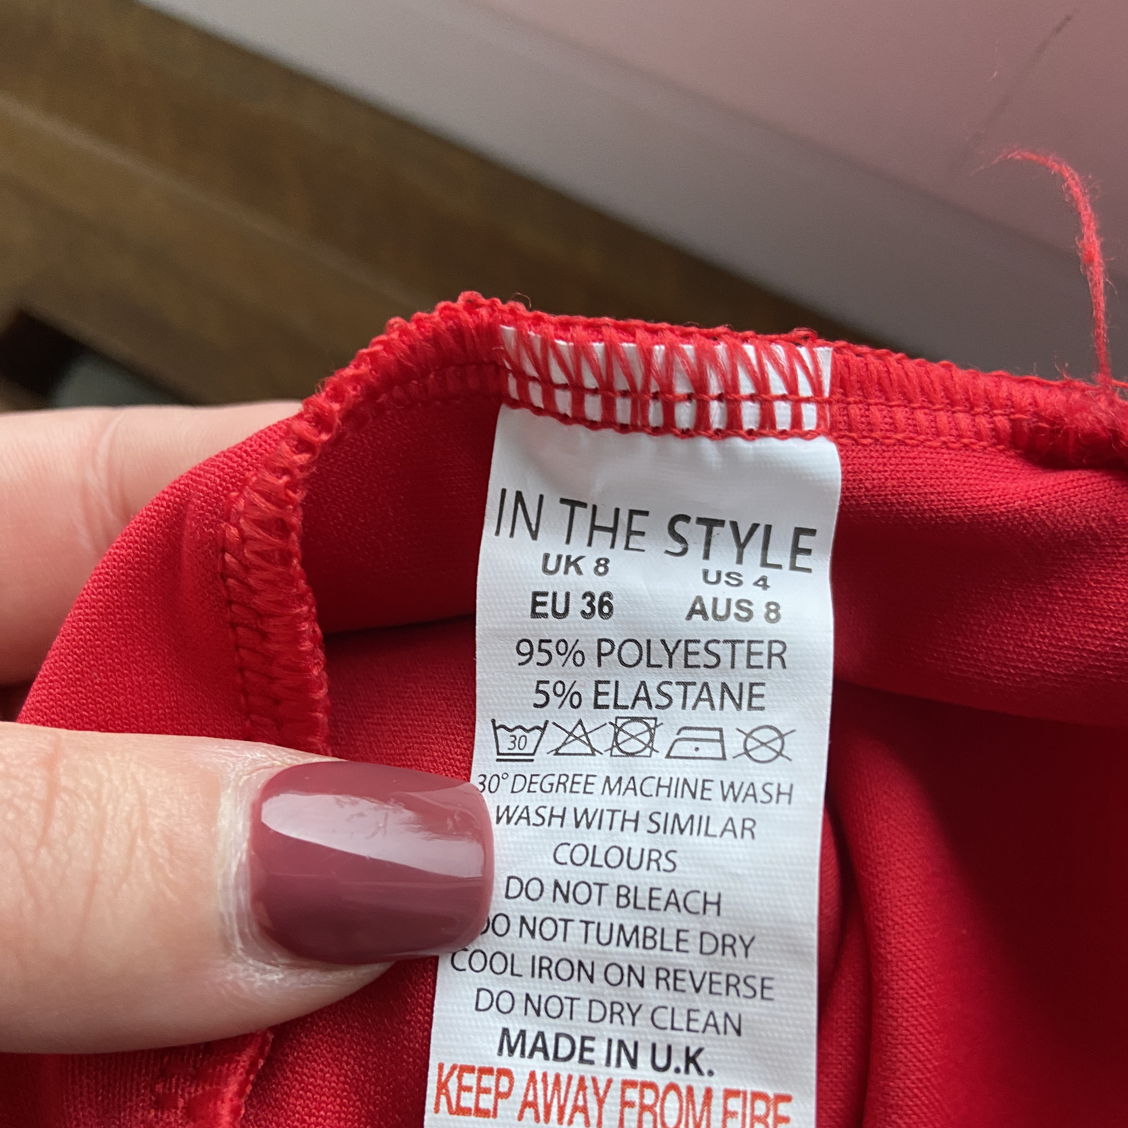 IN THE STYLE
UK 8 US 4
EU 36 AUS 8
95% POLYESTER
5% ELASTANE
30
30° DEGREE MACHINE WASH
WASH WITH SIMILAR
COLOURS
DO NOT BLEACH
DO NOT TUMBLE DRY
COOL IRON ON REVERSE
DO NOT DRY CLEAN
MADE IN U.K.
KEEP AWAY FROM FIRE